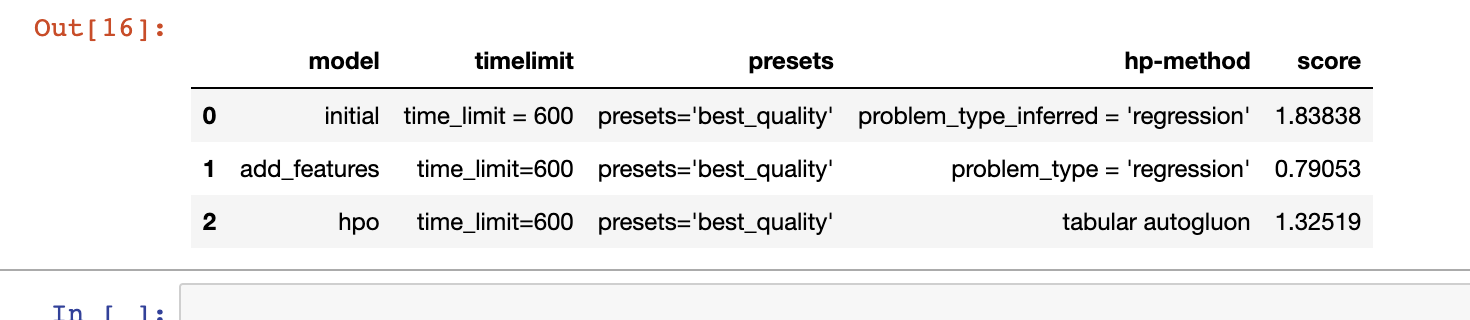 Out[16]:
model timelimit presets hp-method score
0 initial time_limit = 600 presets='best_quality' problem_type_inferred = 'regression' 1.83838
1 add_features time_limit=600 presets='best_quality' problem_type = 'regression' 0.79053
2 hpo time_limit=600 presets='best_quality' tabular autogluon 1.32519
In [ ]: